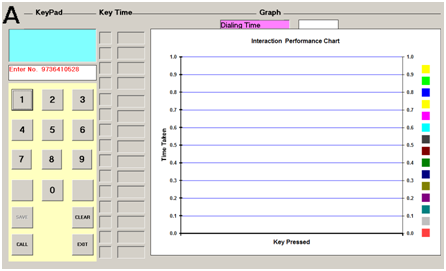 A
KeyPad
Key Time
Graph
Dialing Time
Enter No. 9736410528
1 2 3
4 5 6
7 8 9
0
SAVE CLEAR
CALL EXIT
Interaction Performance Chart
Time Taken
1.0 1.0
0.9 0.9
0.8 0.8
0.7 0.7
0.6 0.6
0.5 0.5
0.4 0.4
0.3 0.3
0.2 0.2
0.1 0.1
0.0 0.0
Key Pressed